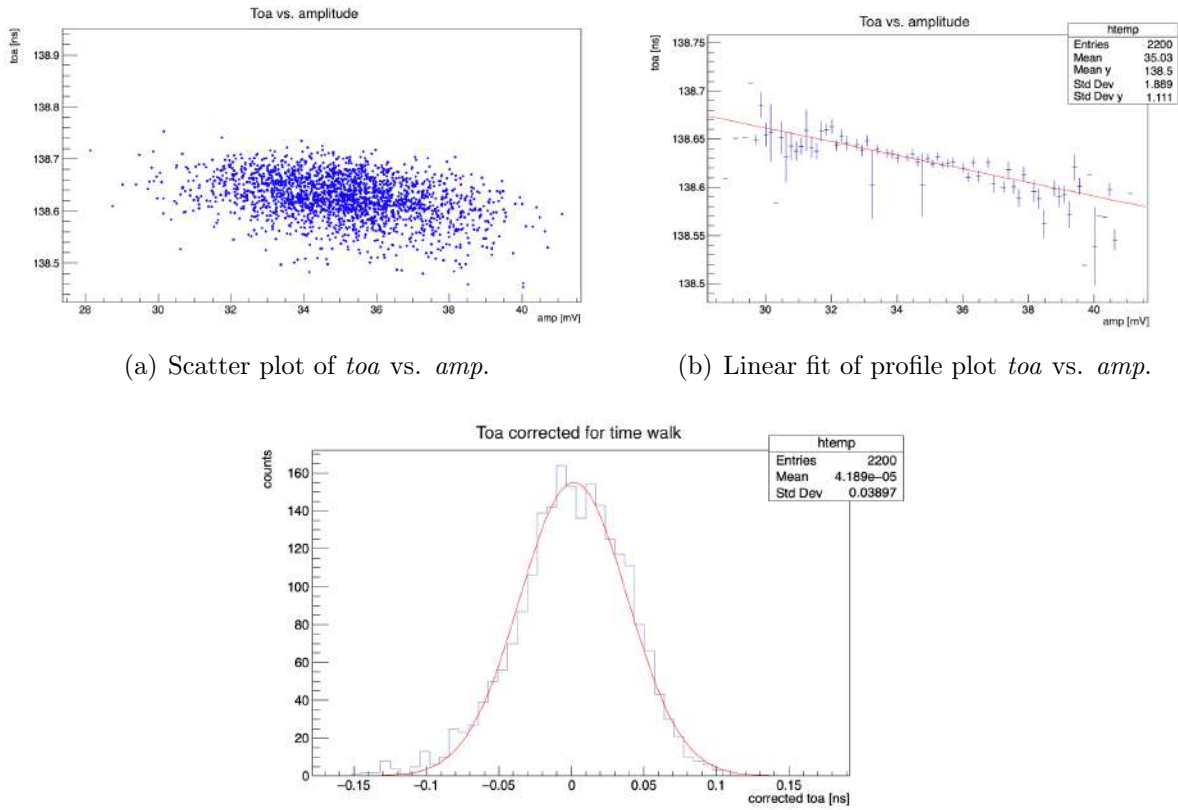 Toa vs. amplitude
toa [ns]
138.9
138.8
138.7
138.6
138.5
28 30 32 34 36 38 40
amp [mV]
(a) Scatter plot of toa vs. amp.
Toa vs. amplitude
htemp
Entries 2200
Mean 35.03
Mean y 138.5
Std Dev 1.889
Std Dev y 1.111
toa [ns]
138.75
138.7
138.65
138.6
138.55
138.5
30 32 34 36 38 40
amp [mV]
(b) Linear fit of profile plot toa vs. amp.
Toa corrected for time walk
htemp
Entries 2200
Mean 4.189e−05
Std Dev 0.03897
counts
160
140
120
100
80
60
40
20
0
−0.15 −0.1 −0.05 0 0.05 0.1 0.15
corrected toa [ns]